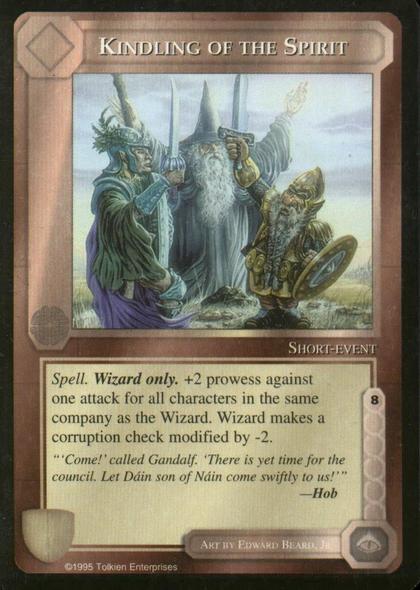 KINDLING OF THE SPIRIT
SHORT-EVENT
Spell. Wizard only. +2 prowess against
one attack for all characters in the same
company as the Wizard. Wizard makes a
corruption check modified by -2.
8
“‘Come!’ called Gandalf. ‘There is yet time for the
council. Let Dáin son of Náin come swiftly to us!’”
—Hob
ART BY EDWARD BEARD, JR.
©1995 Tolkien Enterprises